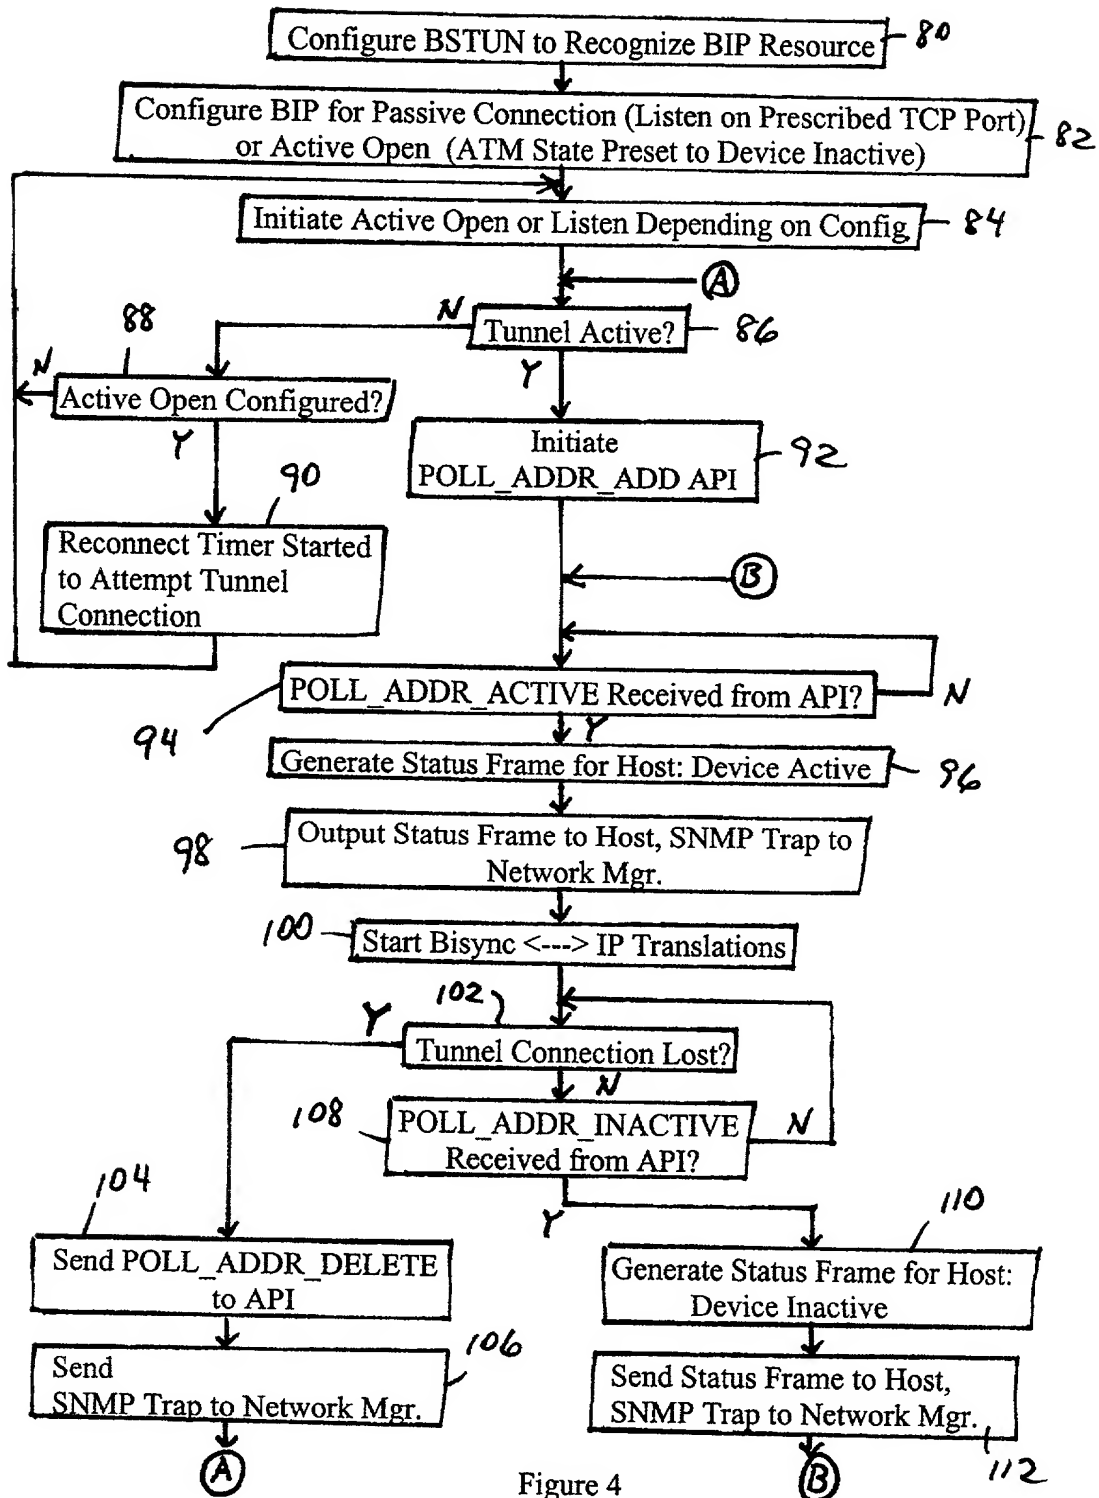 Configure BSTUN to Recognize BIP Resource
80
Configure BIP for Passive Connection (Listen on Prescribed TCP Port)
or Active Open (ATM State Preset to Device Inactive)
82
Initiate Active Open or Listen Depending on Config
84
A
88
N
Tunnel Active?
86
N
Y
Active Open Configured?
Y
Initiate
POLL_ADDR_ADD API
92
90
Reconnect Timer Started
to Attempt Tunnel
Connection
B
POLL_ADDR_ACTIVE Received from API?
N
94
Y
Generate Status Frame for Host: Device Active
96
98
Output Status Frame to Host, SNMP Trap to
Network Mgr.
100
Start Bisync <---> IP Translations
102
Y
Tunnel Connection Lost?
N
108
POLL_ADDR_INACTIVE
Received from API?
N
104
Y
110
Send POLL_ADDR_DELETE
to API
Generate Status Frame for Host:
Device Inactive
106
Send
SNMP Trap to Network Mgr.
Send Status Frame to Host,
SNMP Trap to Network Mgr.
112
A
Figure 4
B